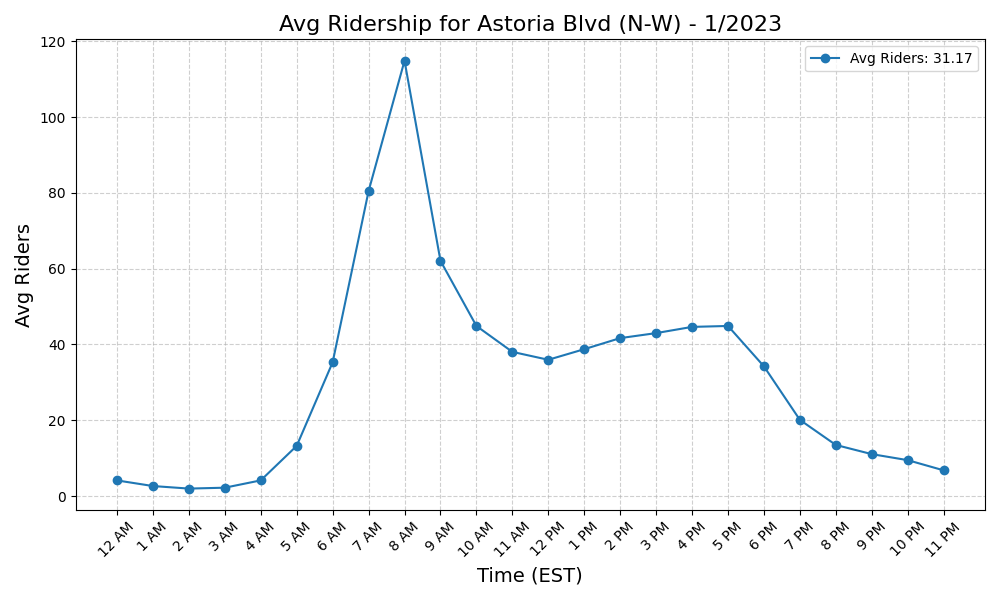 Avg Ridership for Astoria Blvd (N-W) - 1/2023
Avg Riders: 31.17
120
100
80
60
40
20
0
Avg Riders
12 AM
1 AM
2 AM
3 AM
4 AM
5 AM
6 AM
7 AM
8 AM
9 AM
10 AM
11 AM
12 PM
1 PM
2 PM
3 PM
4 PM
5 PM
6 PM
7 PM
8 PM
9 PM
10 PM
11 PM
Time (EST)